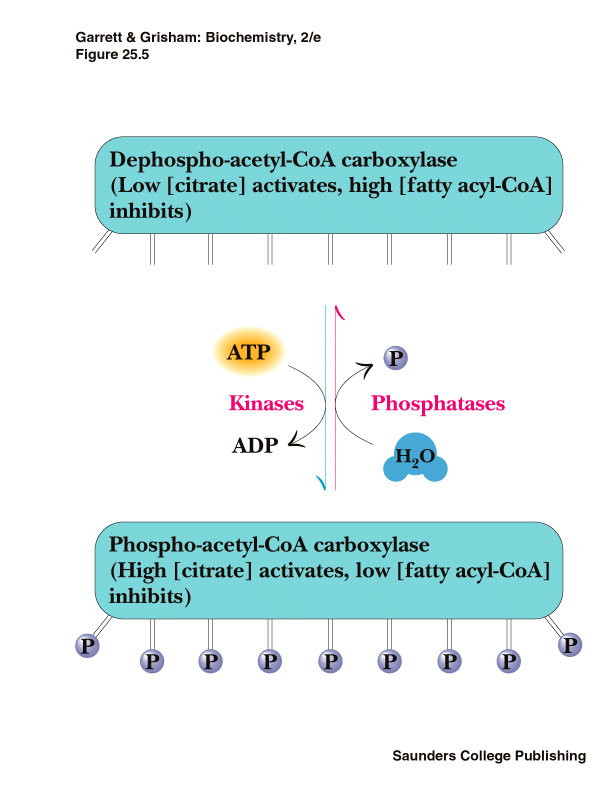 Garrett & Grisham: Biochemistry, 2/e
Figure 25.5
Dephospho-acetyl-CoA carboxylase
(Low [citrate] activates, high [fatty acyl-CoA]
inhibits)
ATP
P
Kinases
Phosphatases
ADP
H₂O
Phospho-acetyl-CoA carboxylase
(High [citrate] activates, low [fatty acyl-CoA]
inhibits)
P P P P P P P P P
Saunders College Publishing